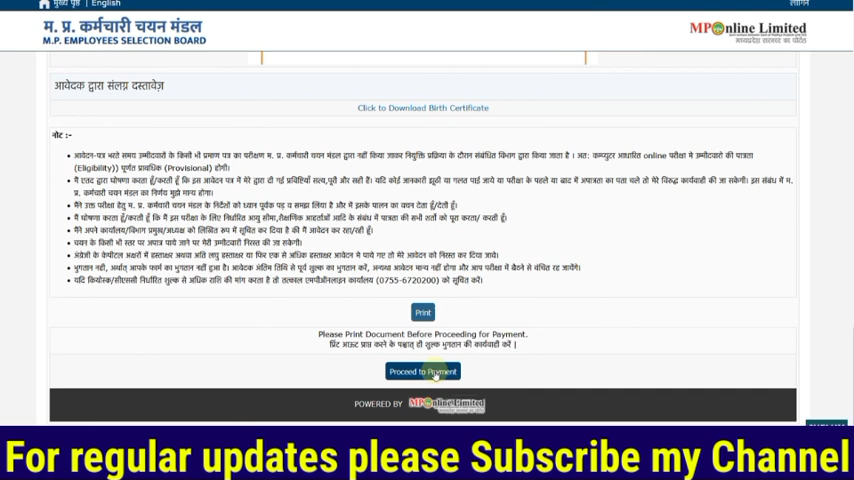 मुख्य पृष्ठ | English
लॉगिन
म. प्र. कर्मचारी चयन मंडल
M.P. EMPLOYEES SELECTION BOARD
MPOnline Limited
मध्यप्रदेश शासन का पोर्टल
आवेदक द्वारा संलग्न दस्तावेज़
Click to Download Birth Certificate
नोट :-
आवेदन-पत्र भरते समय उम्मीदवारों के किसी भी प्रमाण पत्र का परीक्षण म. प्र. कर्मचारी चयन मंडल द्वारा नहीं किया जाकर नियुक्ति प्रक्रिया के दौरान संबंधित विभाग द्वारा किया जाता है । अतः कम्प्यूटर आधारित online परीक्षा मे उम्मीदवारो की पात्रता
(Eligibility)) पूर्णत प्रावधिक (Provisional) होगी।
मैं एतद द्वारा घोषणा करता हूँ/करती हूँ कि इस आवेदन पत्र में मेरे द्वारा दी गई प्रविष्टियाँ सत्य,पूरी और सही हैं। यदि कोई जानकारी झूठी या गलत पाई जाये या परीक्षा के पहले या बाद में अपात्रता का पता चले तो मेरे विरुद्ध कार्यवाही की जा सकेगी। इस संबंध में म.
प्र. कर्मचारी चयन मंडल का निर्णय मुझे मान्य होगा।
मैंने उक्त परीक्षा हेतु म. प्र. कर्मचारी चयन मंडल के निर्देशों को ध्यान पूर्वक पढ़ व समझ लिया है और में इसके पालन का वचन देता हूँ/देती हूँ।
मैं घोषणा करता हूँ/करती हूँ कि मैं इस परीक्षा के लिए निर्धारित आयु सीमा,शैक्षणिक आहर्ताओं आदि के संबंध में पात्रता की सभी शर्तों को पूरा करता/ करती हूँ।
मैंने अपने कार्यालय/विभाग प्रमुख/अध्यक्ष को लिखित रूप में सूचित कर दिया है की मैं आवेदन कर रहा/रही हूँ।
चयन के किसी भी स्तर पर अपात्र पाये जाने पर मेरी उम्मीदवारी निरस्त की जा सकेगी।
अंग्रेजी के केपीटल अक्षरों में हस्ताक्षर अथवा अति लघु हस्ताक्षर या फिर एक से अधिक हस्ताक्षर आवेदन मे पाये गए तो मेरे आवेदन को निरस्त कर दिया जावे।
भुगतान नही, अर्थात् आपके फार्म का भुगतान नहीं हुआ है। आवेदक अंतिम तिथि से पूर्व शुल्क का भुगतान करें, अन्यथा आवेदन मान्य नहीं होगा और आप परीक्षा में बैठने से वंचित रह जायेंगे।
यदि कियोस्क/सीएससी निर्धारित शुल्क से अधिक राशि की मांग करता है तो तत्काल एमपीऑनलाइन कार्यालय (0755-6720200) को सूचित करें।
Print
Please Print Document Before Proceeding for Payment.
प्रिंट आऊट प्राप्त करने के पश्चात् ही शुल्क भुगतान की कार्यवाही करें |
Proceed to Payment
POWERED BY MPOnline Limited
For regular updates please Subscribe my Channel